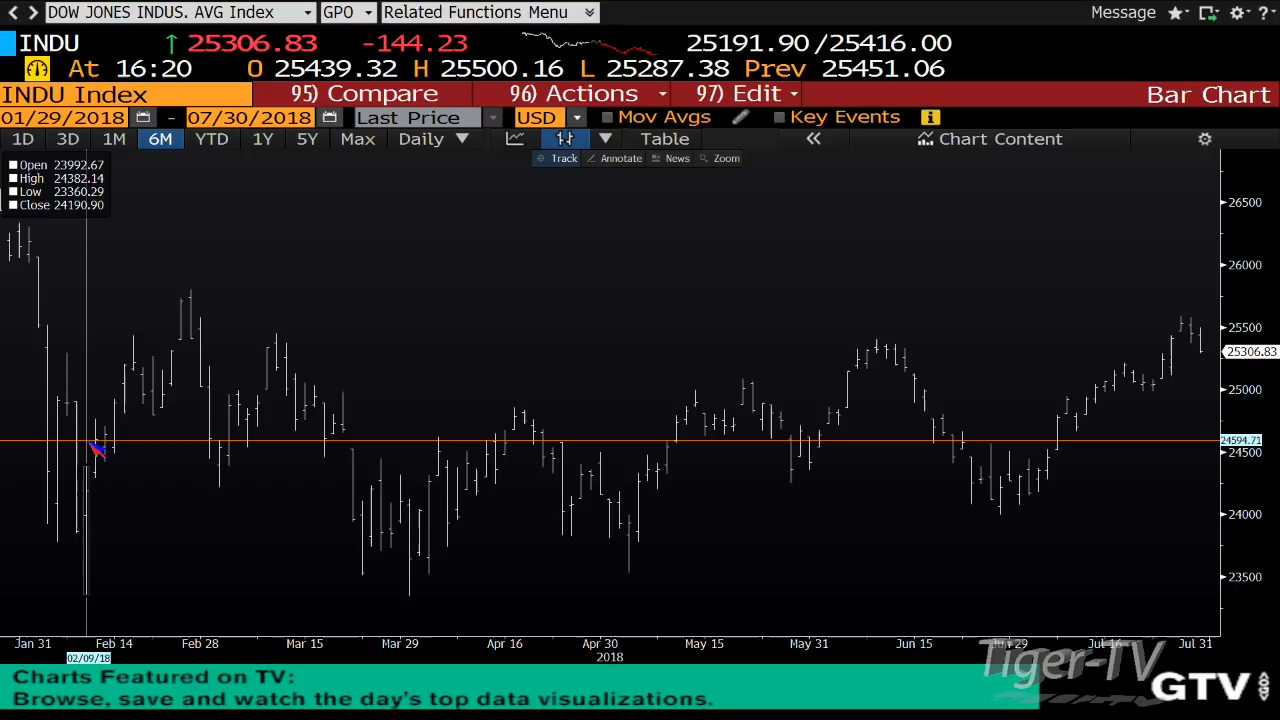 DOW JONES INDUS. AVG Index GPO Related Functions Menu Message ?
INDU 25306.83 -144.23 25191.90/25416.00
At 16:20 O 25439.32 H 25500.16 L 25287.38 Prev 25451.06
INDU Index 95) Compare 96) Actions 97) Edit Bar Chart
01/29/2018 - 07/30/2018 Last Price USD Mov Avgs Key Events
1D 3D 1M 6M YTD 1Y 5Y Max Daily Table Chart Content
Track Annotate News Zoom
Open 23992.67
High 24382.14
Low 23360.29
Close 24190.90
26500
26000
25500
25306.83
25000
24594.71
24500
24000
23500
Jan 31 Feb 14 Feb 28 Mar 15 Mar 29 Apr 16 Apr 30 May 15 May 31 Jun 15 Jun 29 Jul 16 Jul 31
02/09/18 2018
Charts Featured on TV:
Browse, save and watch the day's top data visualizations.
Tiger-TV
GTV